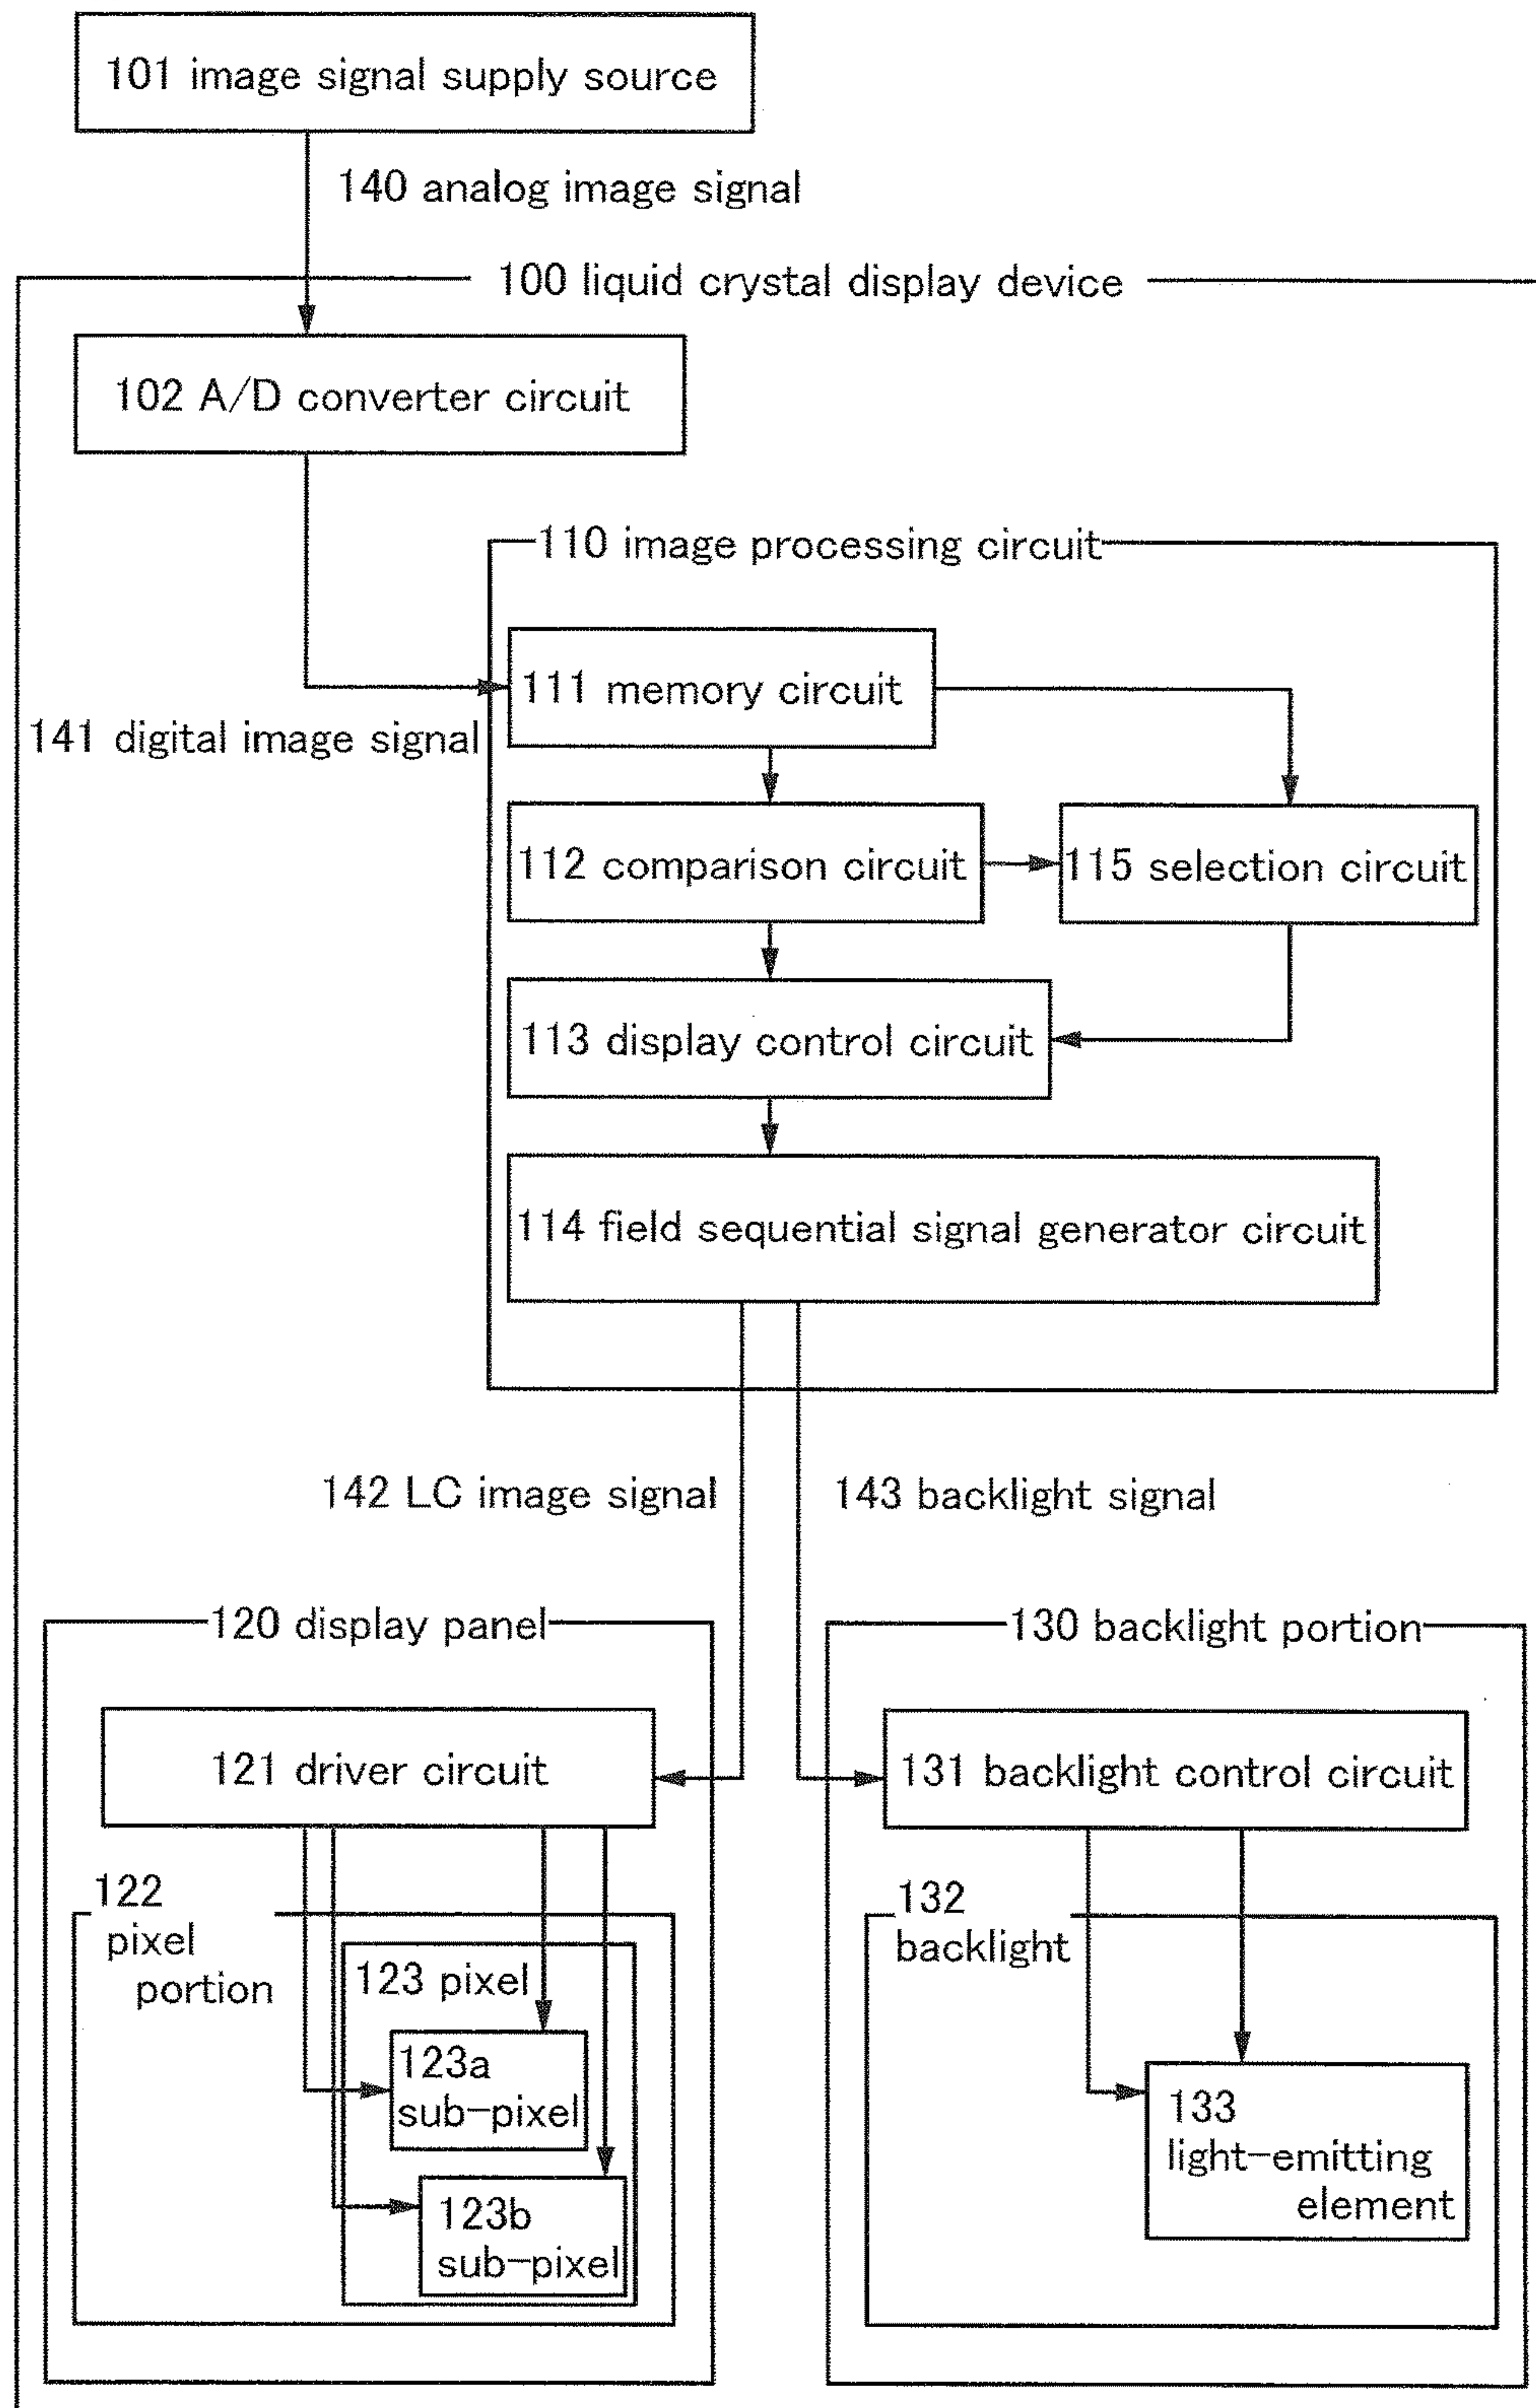 101 image signal supply source
140 analog image signal
100 liquid crystal display device
102 A/D converter circuit
110 image processing circuit
111 memory circuit
141 digital image signal
112 comparison circuit
115 selection circuit
113 display control circuit
114 field sequential signal generator circuit
142 LC image signal
143 backlight signal
120 display panel
130 backlight portion
121 driver circuit
131 backlight control circuit
122
pixel
portion
123 pixel
123a
sub-pixel
123b
sub-pixel
132
backlight
133
light-emitting
element